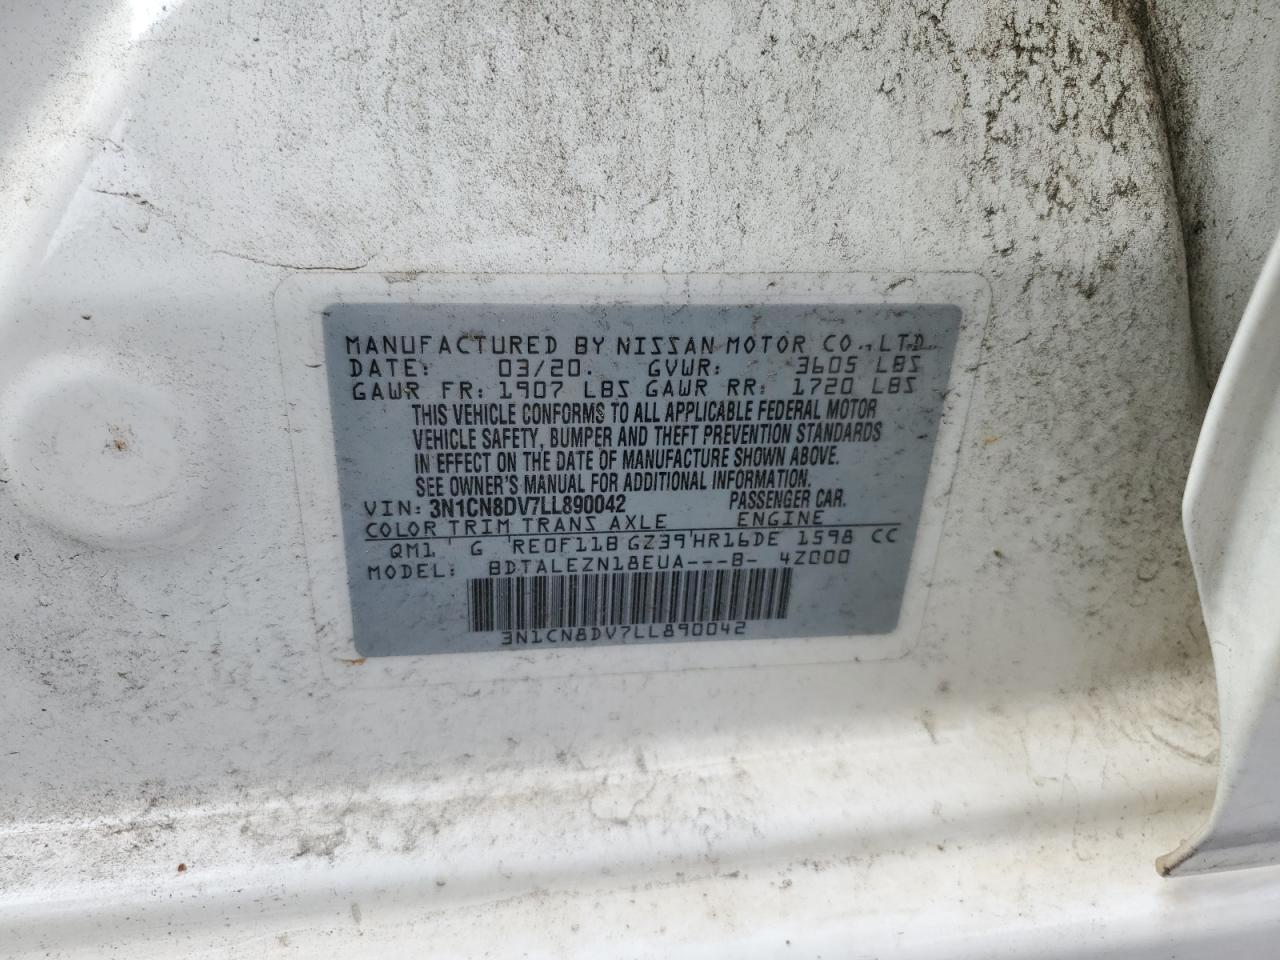 MANUFACTURED BY NISSAN MOTOR CO., LTD.
DATE: 03/20. GVWR: 3605 LBS
GAWR FR: 1907 LBS GAWR RR: 1720 LBS
THIS VEHICLE CONFORMS TO ALL APPLICABLE FEDERAL MOTOR
VEHICLE SAFETY, BUMPER AND THEFT PREVENTION STANDARDS
IN EFFECT ON THE DATE OF MANUFACTURE SHOWN ABOVE.
SEE OWNER'S MANUAL FOR ADDITIONAL INFORMATION.
VIN: 3N1CN8DV7LL890042 PASSENGER CAR.
COLOR TRIM TRANS AXLE ENGINE
QM1 G RE0F11B GZ39 HR16DE 1598 CC
MODEL: BDTALEZN18EUA---B- 4Z000
3N1CN8DV7LL890042